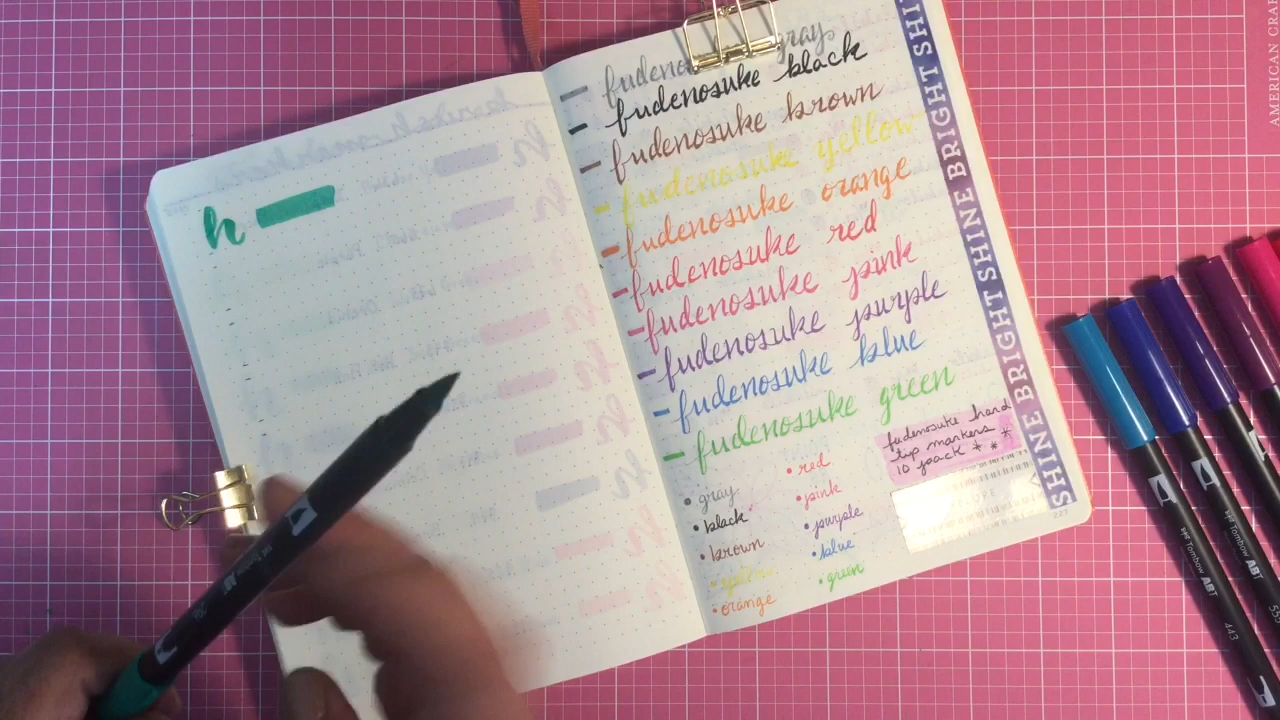 h
fudenosuke gray
fudenosuke black
fudenosuke brown
fudenosuke yellow
fudenosuke orange
fudenosuke red
fudenosuke pink
fudenosuke purple
fudenosuke blue
fudenosuke green
• gray
• black
• brown
• yellow
• orange
• red
• pink
• purple
• blue
• green
fudenosuke hard
tip markers
10 pack * * *
SHINE BRIGHT SHINE BRIGHT SHI
AMERICAN CRAF
Tombow ABT
443
Tombow ABT